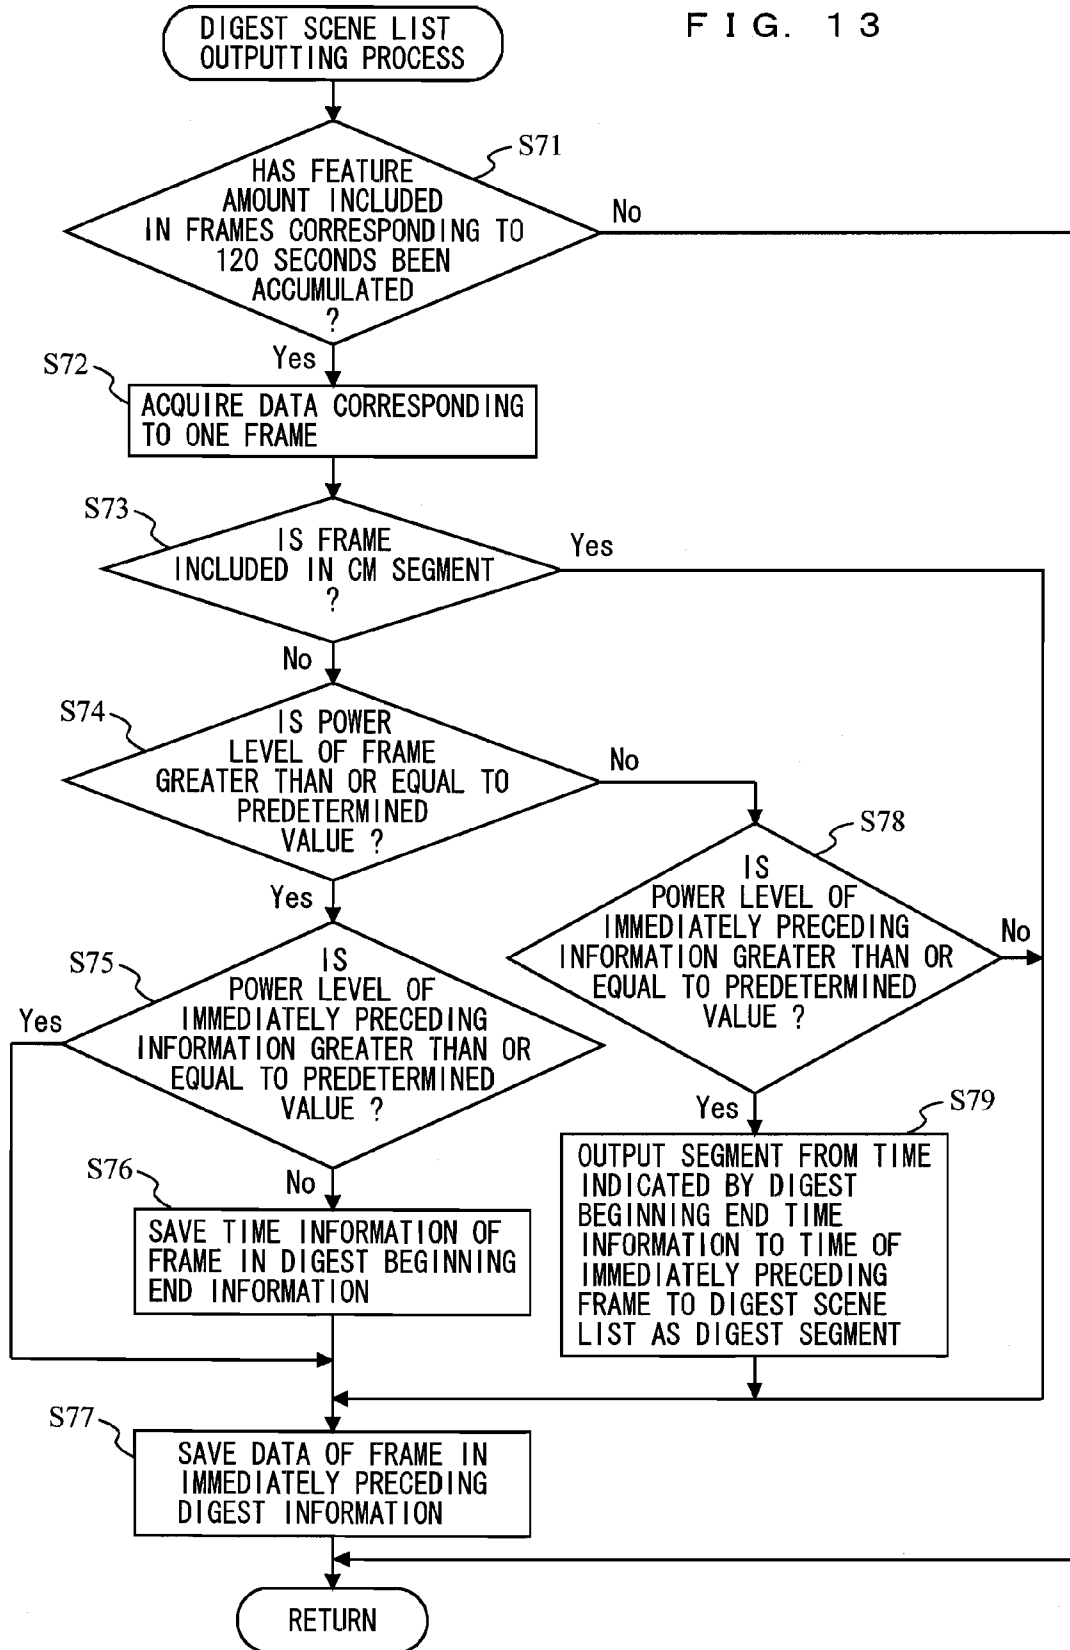 FIG. 13
DIGEST SCENE LIST
OUTPUTTING PROCESS
S71
HAS FEATURE
AMOUNT INCLUDED
IN FRAMES CORRESPONDING TO
120 SECONDS BEEN
ACCUMULATED
?
No
Yes
S72
ACQUIRE DATA CORRESPONDING
TO ONE FRAME
S73
IS FRAME
INCLUDED IN CM SEGMENT
?
Yes
No
S74
IS POWER
LEVEL OF FRAME
GREATER THAN OR EQUAL TO
PREDETERMINED
VALUE ?
No
Yes
S78
IS
POWER LEVEL OF
IMMEDIATELY PRECEDING
INFORMATION GREATER THAN OR
EQUAL TO PREDETERMINED
VALUE ?
No
Yes
S75
IS
POWER LEVEL OF
IMMEDIATELY PRECEDING
INFORMATION GREATER THAN OR
EQUAL TO PREDETERMINED
VALUE ?
Yes
No
S79
OUTPUT SEGMENT FROM TIME
INDICATED BY DIGEST
BEGINNING END TIME
INFORMATION TO TIME OF
IMMEDIATELY PRECEDING
FRAME TO DIGEST SCENE
LIST AS DIGEST SEGMENT
S76
SAVE TIME INFORMATION OF
FRAME IN DIGEST BEGINNING
END INFORMATION
S77
SAVE DATA OF FRAME IN
IMMEDIATELY PRECEDING
DIGEST INFORMATION
RETURN